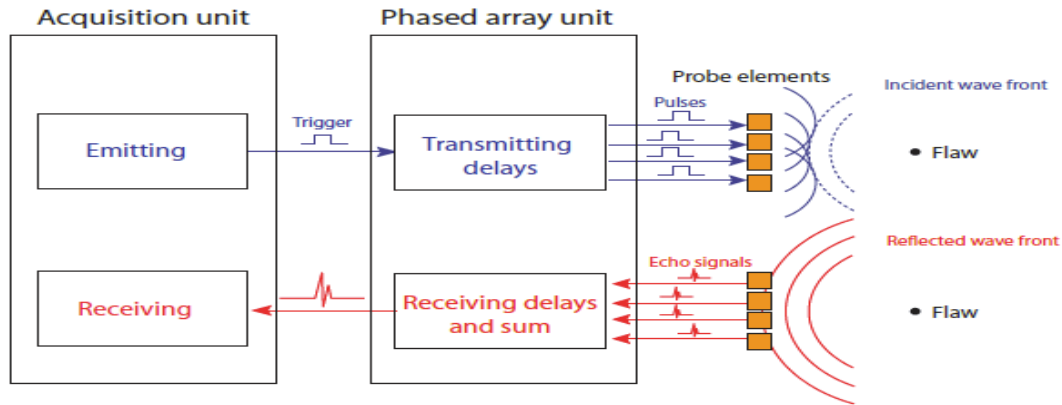 Acquisition unit
Phased array unit
Probe elements
Incident wave front
Pulses
Trigger
Emitting
Transmitting
delays
Flaw
Reflected wave front
Echo signals
Receiving
Receiving delays
and sum
Flaw